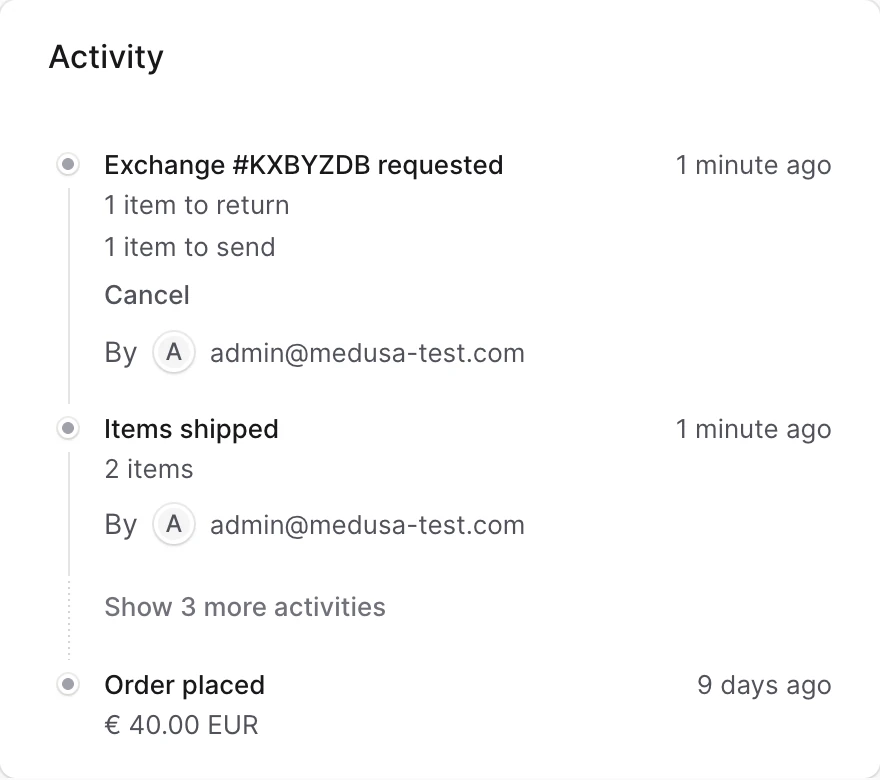 Activity
Exchange #KXBYZDB requested 1 minute ago
1 item to return
1 item to send
Cancel
By A admin@medusa-test.com
Items shipped 1 minute ago
2 items
By A admin@medusa-test.com
Show 3 more activities
Order placed 9 days ago
€ 40.00 EUR